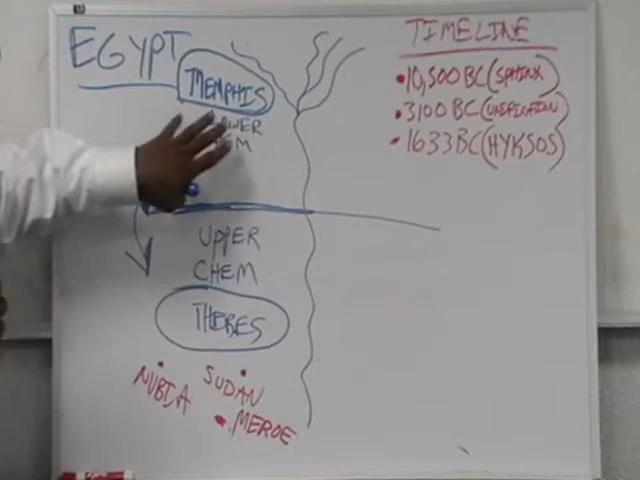 EGYPT
MEMPHIS
LOWER
UPPER
CHEM
THEBES
NUBIA
SUDAN
MEROE
TIMELINE
10,500 BC (SPHINX)
3100 BC (UNIFICATION)
1633 BC (HYKSOS)